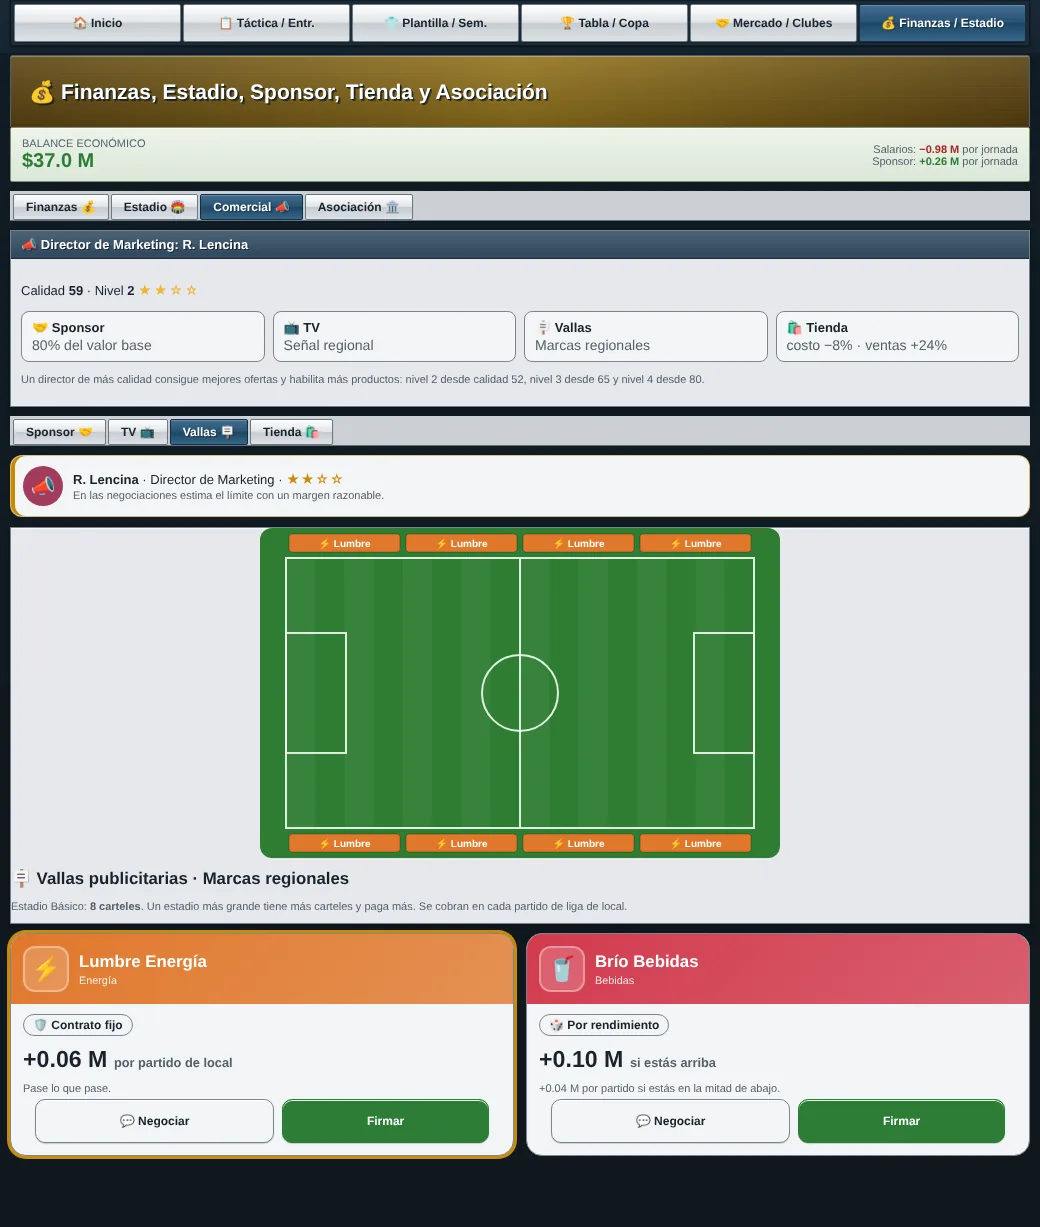 🏠 Inicio
📋 Táctica / Entr.
👕 Plantilla / Sem.
🏆 Tabla / Copa
🤝 Mercado / Clubes
💰 Finanzas / Estadio
💰 Finanzas, Estadio, Sponsor, Tienda y Asociación
BALANCE ECONÓMICO
$37.0 M
Salarios: −0.98 M por jornada
Sponsor: +0.26 M por jornada
Finanzas 💰
Estadio 🏟️
Comercial 📣
Asociación 🏛️
📣 Director de Marketing: R. Lencina
Calidad 59 · Nivel 2 ★ ★ ☆ ☆
🤝 Sponsor
80% del valor base
📺 TV
Señal regional
🪧 Vallas
Marcas regionales
🛍️ Tienda
costo −8% · ventas +24%
Un director de más calidad consigue mejores ofertas y habilita más productos: nivel 2 desde calidad 52, nivel 3 desde 65 y nivel 4 desde 80.
Sponsor 🤝
TV 📺
Vallas 🪧
Tienda 🛍️
R. Lencina · Director de Marketing · ★★☆☆
En las negociaciones estima el límite con un margen razonable.
⚡ Lumbre
⚡ Lumbre
⚡ Lumbre
⚡ Lumbre
⚡ Lumbre
⚡ Lumbre
⚡ Lumbre
⚡ Lumbre
🪧 Vallas publicitarias · Marcas regionales
Estadio Básico: 8 carteles. Un estadio más grande tiene más carteles y paga más. Se cobran en cada partido de liga de local.
Lumbre Energía
Energía
🛡️ Contrato fijo
+0.06 M por partido de local
Pase lo que pase.
💬 Negociar
Firmar
Brío Bebidas
Bebidas
🎲 Por rendimiento
+0.10 M si estás arriba
+0.04 M por partido si estás en la mitad de abajo.
💬 Negociar
Firmar